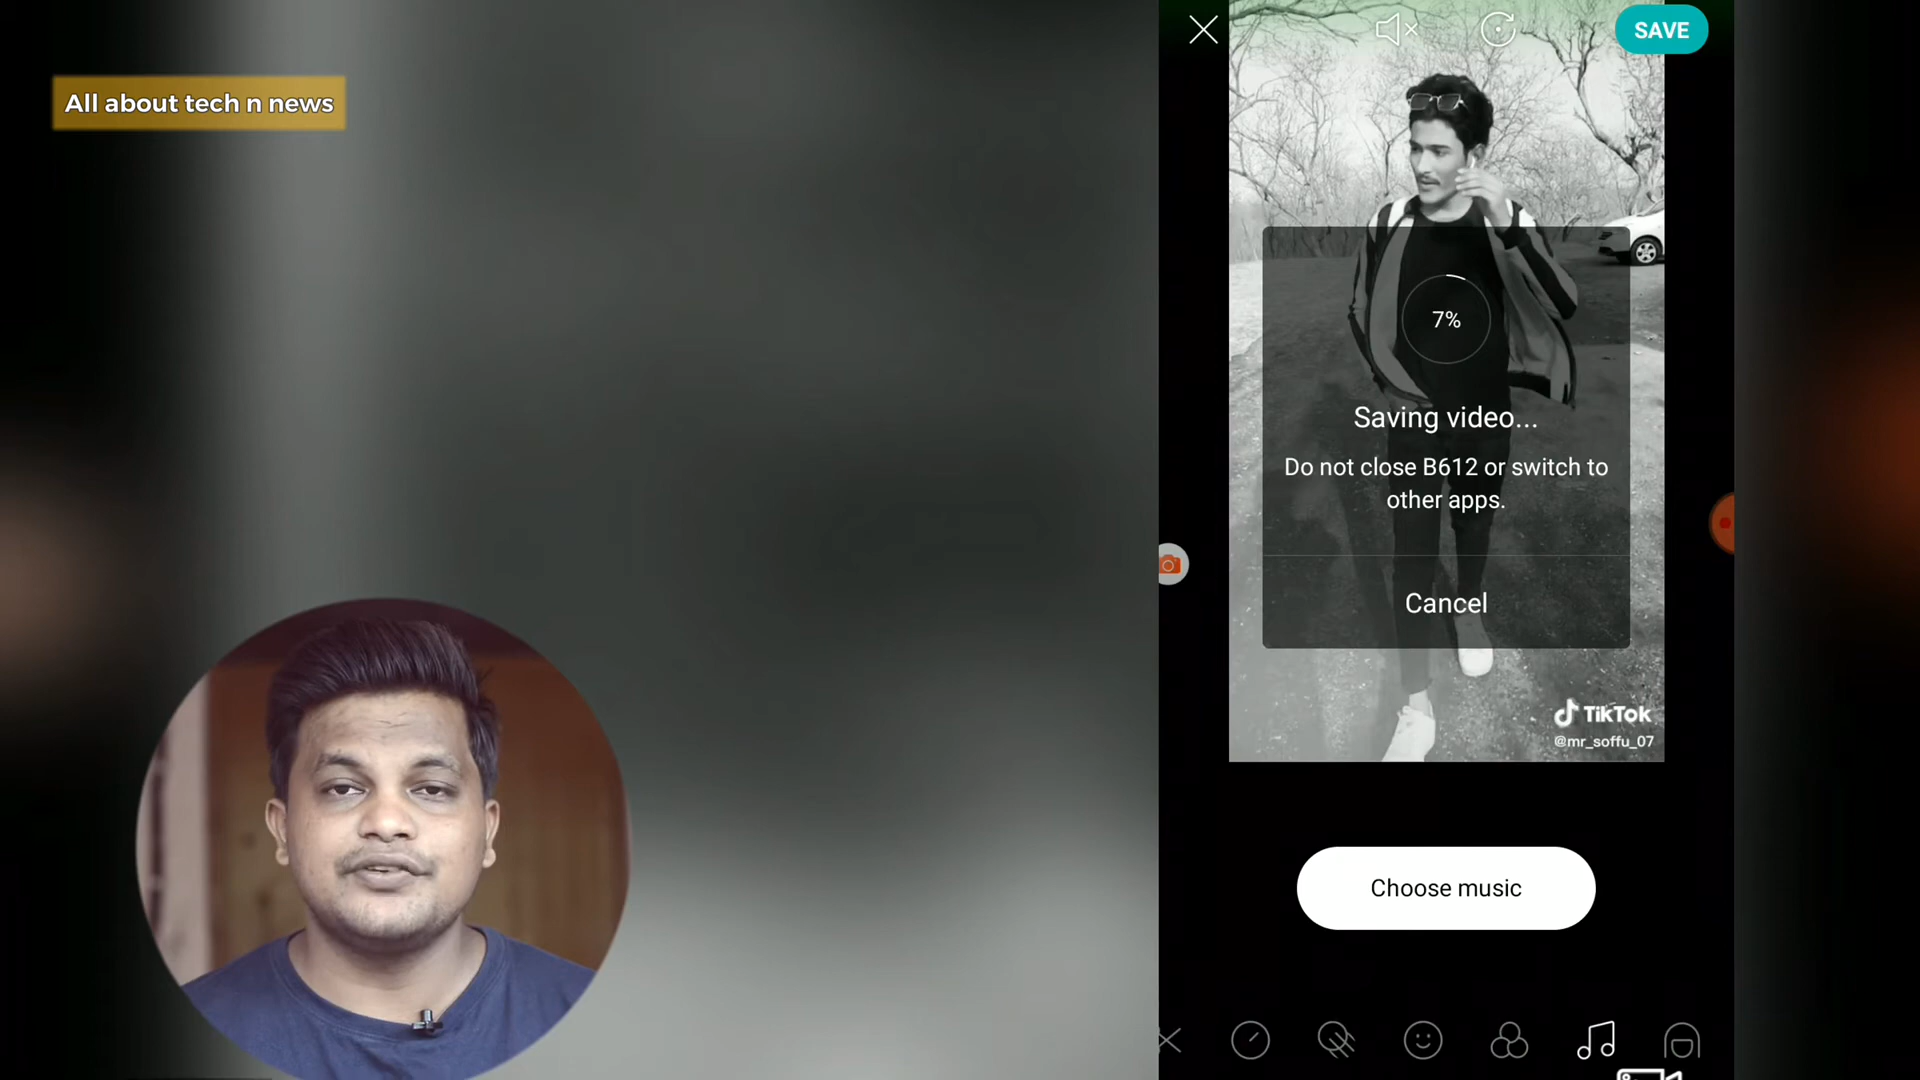 All about tech n news
SAVE
7%
Saving video...
Do not close B612 or switch to
other apps.
Cancel
TikTok
@mr_soffu_07
Choose music